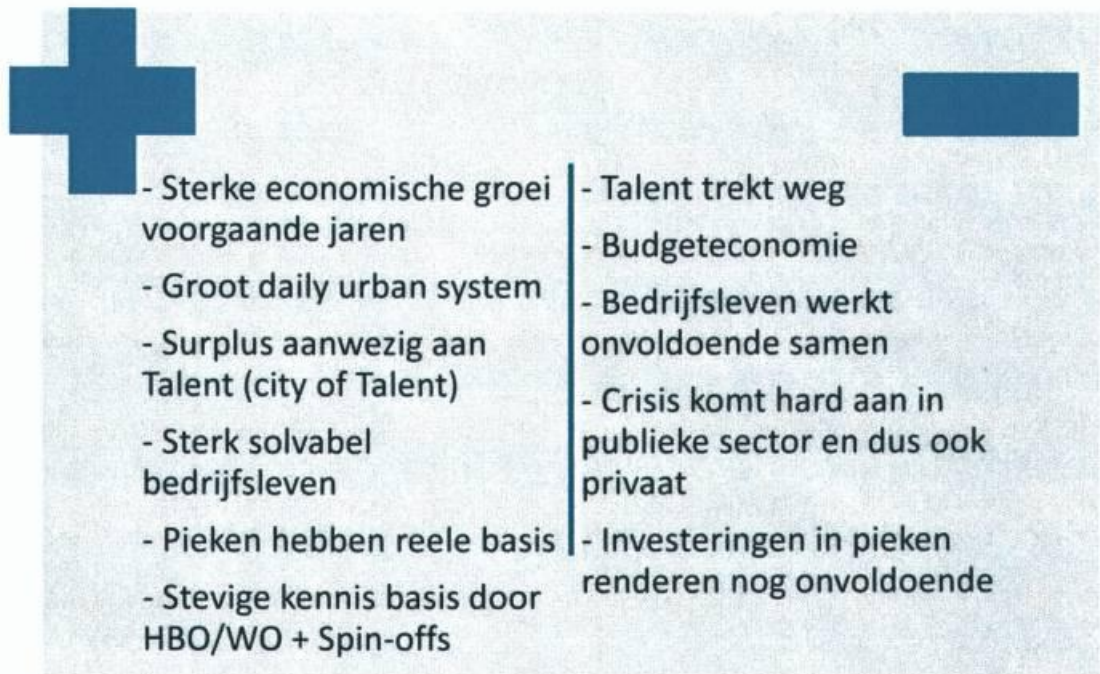 - Sterke economische groei
voorgaande jaren
- Groot daily urban system
- Surplus aanwezig aan
Talent (city of Talent)
- Sterk solvabel
bedrijfsleven
- Pieken hebben reele basis
- Stevige kennis basis door
HBO/WO + Spin-offs
- Talent trekt weg
- Budgeteconomie
- Bedrijfsleven werkt
onvoldoende samen
- Crisis komt hard aan in
publieke sector en dus ook
privaat
- Investeringen in pieken
renderen nog onvoldoende